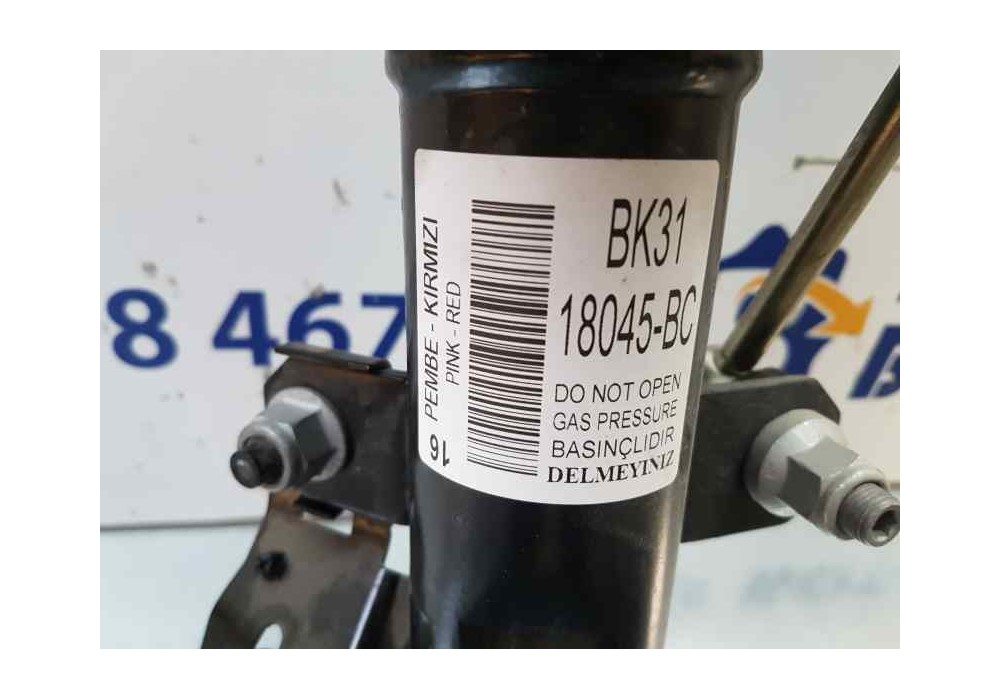 BK31
18045-BC
DO NOT OPEN
GAS PRESSURE
BASINÇLIDIR
DELMEYINIZ
16 PEMBE - KIRMIZI
PINK - RED
8 467